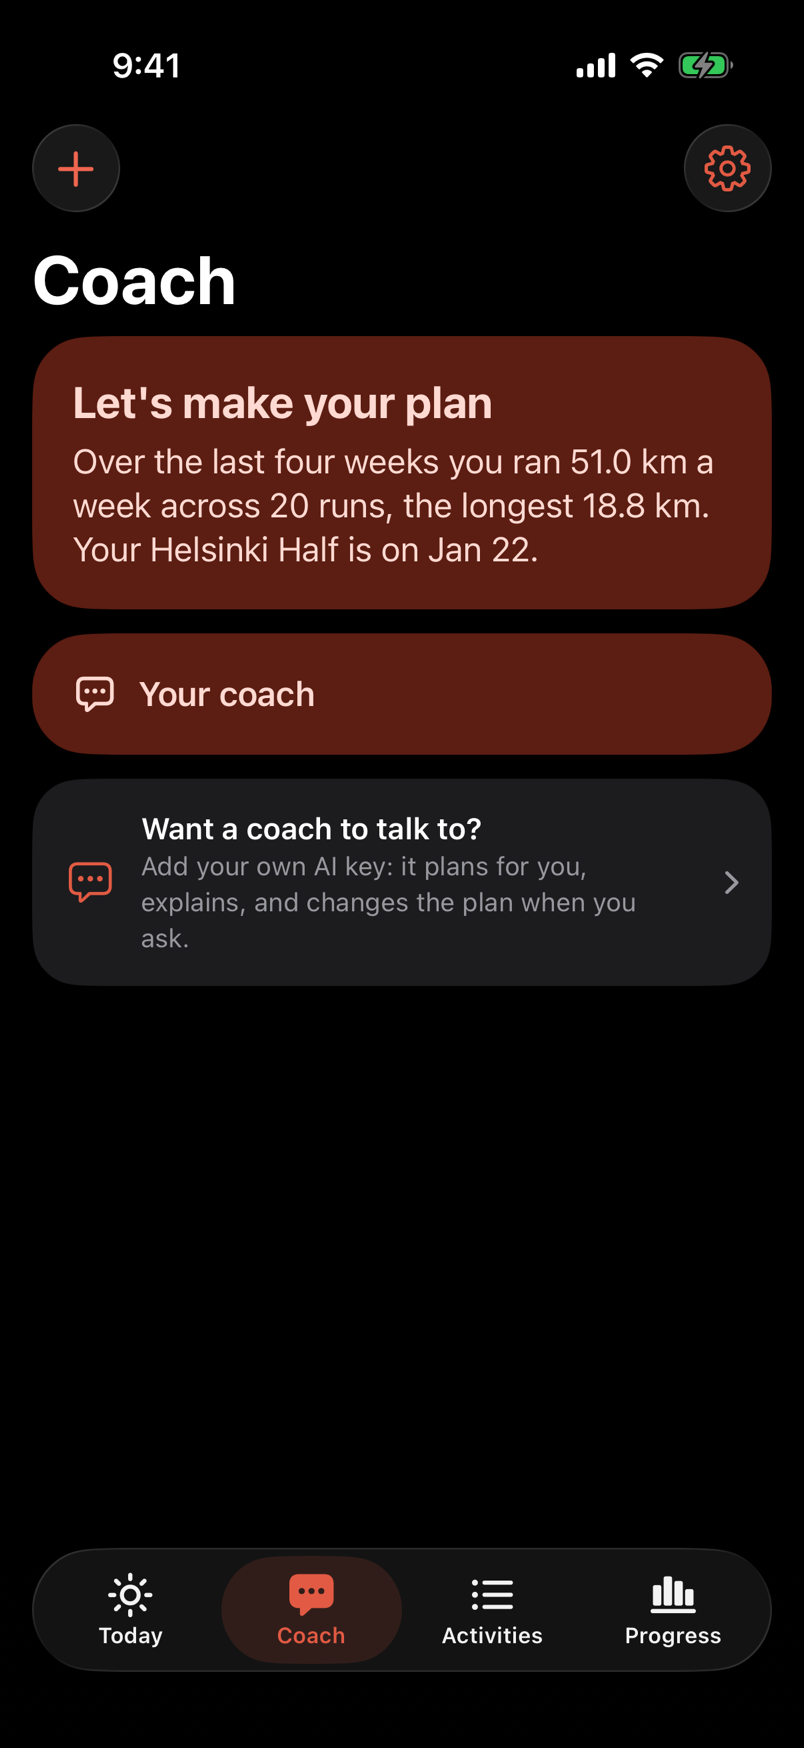 9:41
Coach
Let's make your plan
Over the last four weeks you ran 51.0 km a
week across 20 runs, the longest 18.8 km.
Your Helsinki Half is on Jan 22.
Your coach
Want a coach to talk to?
Add your own AI key: it plans for you,
explains, and changes the plan when you
ask.
Today
Coach
Activities
Progress